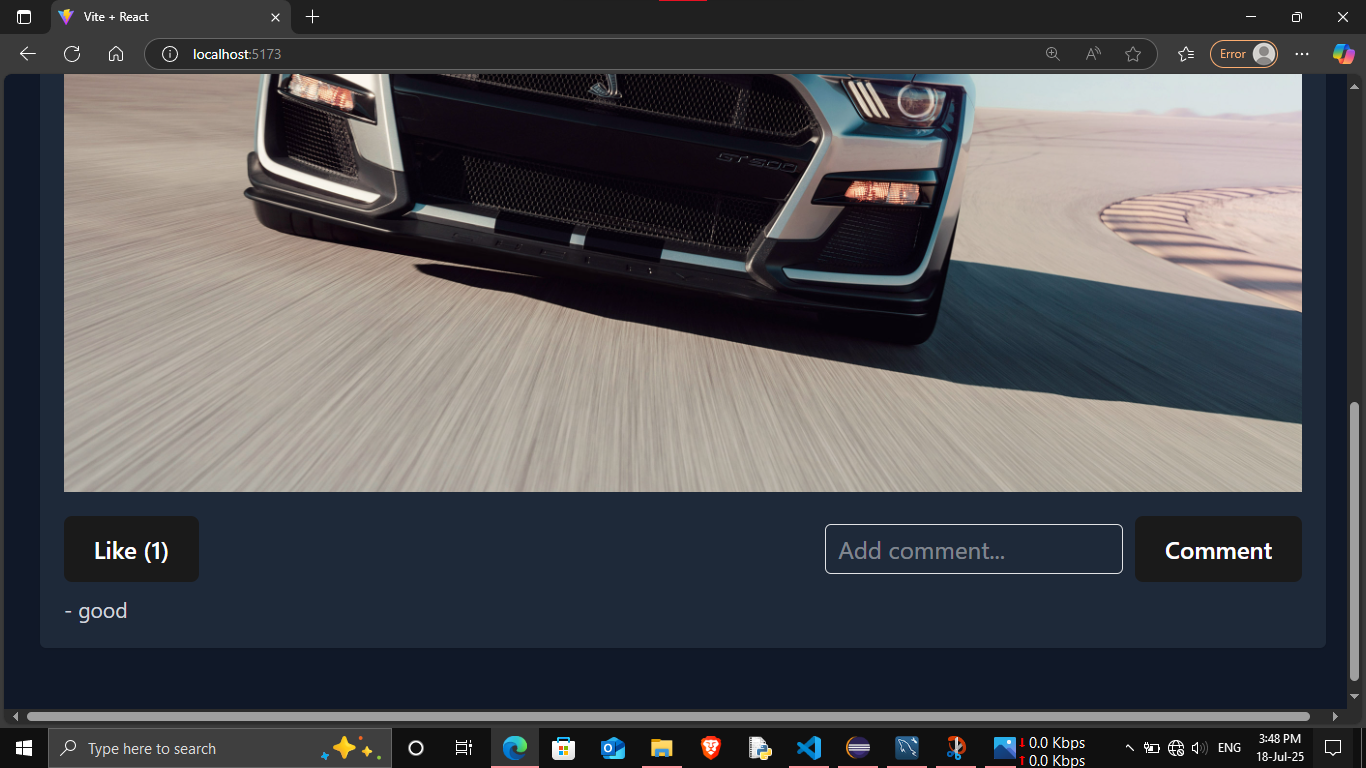 Vite + React
localhost:5173
Error
GT500
Like (1)
Add comment...
Comment
- good
Type here to search
0.0 Kbps
0.0 Kbps
ENG
3:48 PM
18-Jul-25